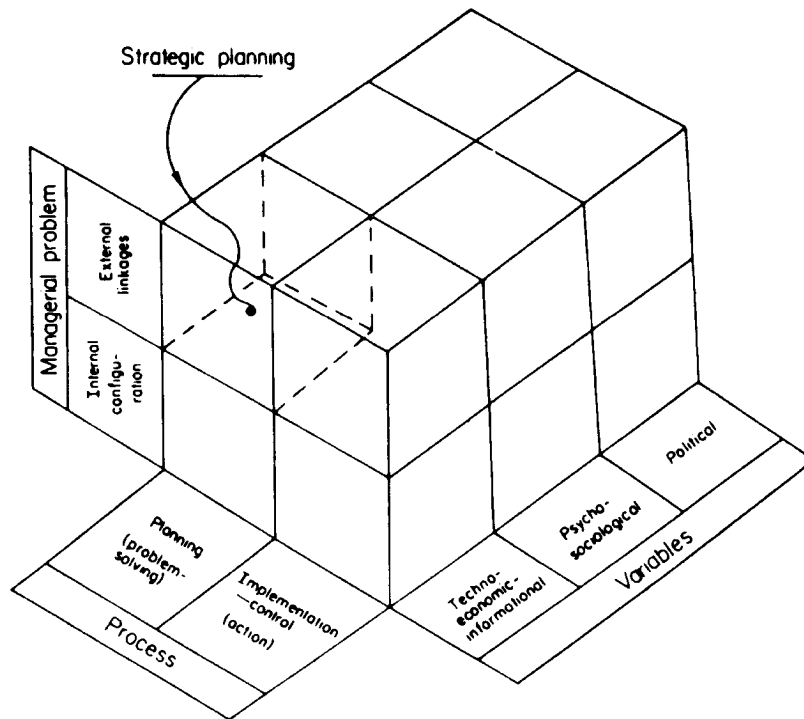 Strategic planning
Managerial problem
External
linkages
Internal
configu-
ration
Planning
(problem-
solving)
Implementation
—control
(action)
Process
Techno-
economic-
informational
Psycho-
sociological
Political
Variables